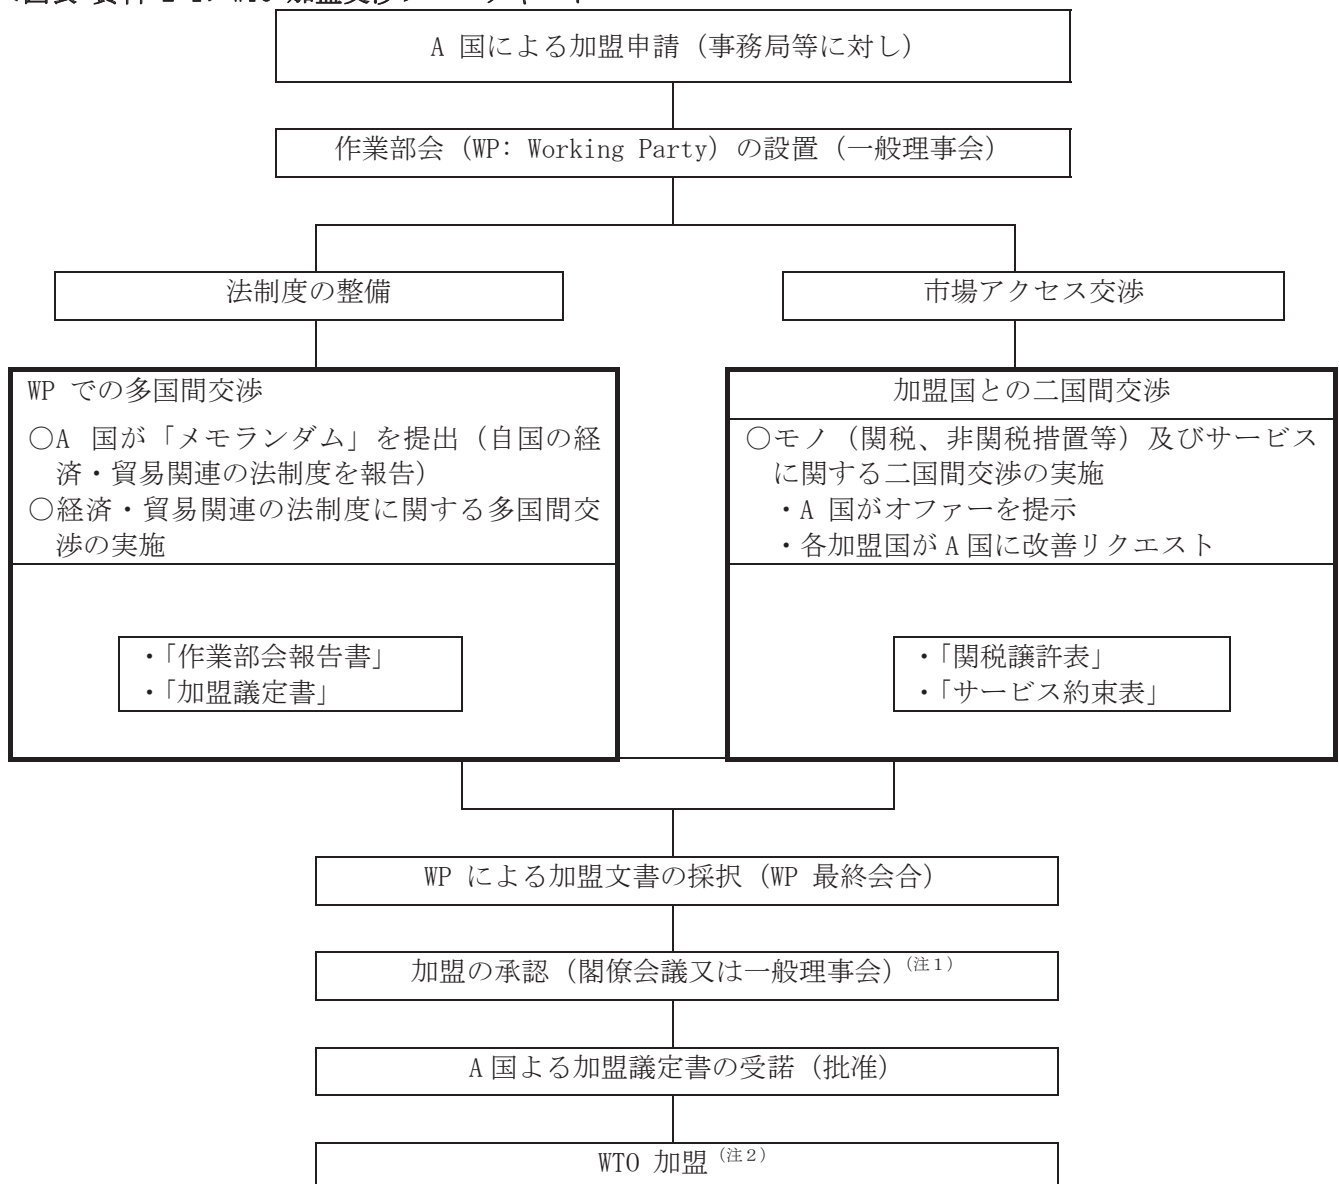 A 国による加盟申請（事務局等に対し）
作業部会（WP: Working Party）の設置（一般理事会）
法制度の整備
市場アクセス交渉
WP での多国間交渉
○A 国が「メモランダム」を提出（自国の経
済・貿易関連の法制度を報告）
○経済・貿易関連の法制度に関する多国間交
渉の実施
・「作業部会報告書」
・「加盟議定書」
加盟国との二国間交渉
○モノ（関税、非関税措置等）及びサービス
に関する二国間交渉の実施
・A 国がオファーを提示
・各加盟国が A 国に改善リクエスト
・「関税譲許表」
・「サービス約束表」
WP による加盟文書の採択（WP 最終会合）
加盟の承認（閣僚会議又は一般理事会）（注１）
A 国よる加盟議定書の受諾（批准）
WTO 加盟（注２）